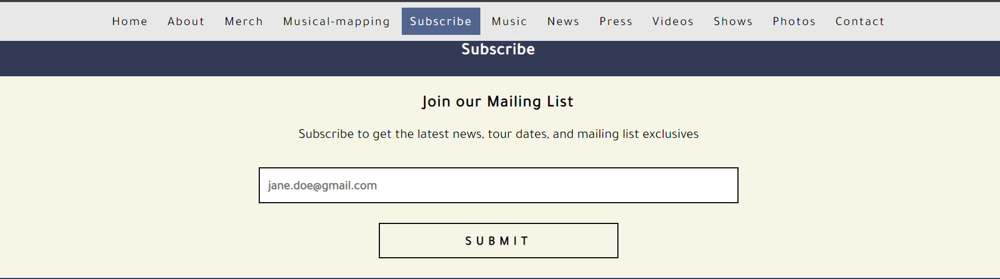 Home About Merch Musical-mapping Subscribe Music News Press Videos Shows Photos Contact
Subscribe
Join our Mailing List
Subscribe to get the latest news, tour dates, and mailing list exclusives
jane.doe@gmail.com
SUBMIT